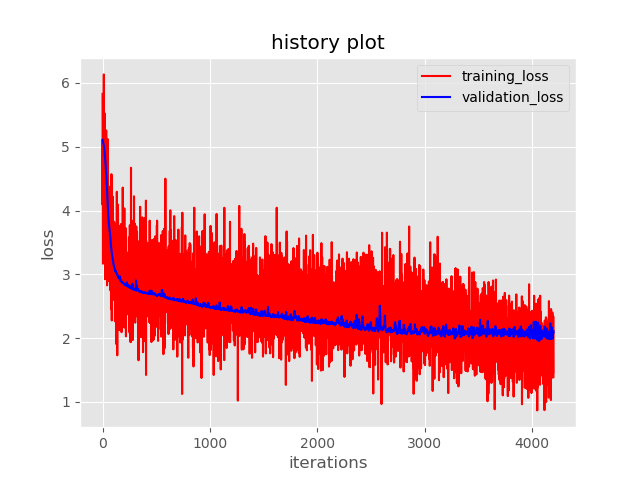 history plot
training_loss
validation_loss
6
5
4
3
2
1
loss
0
1000
2000
3000
4000
iterations